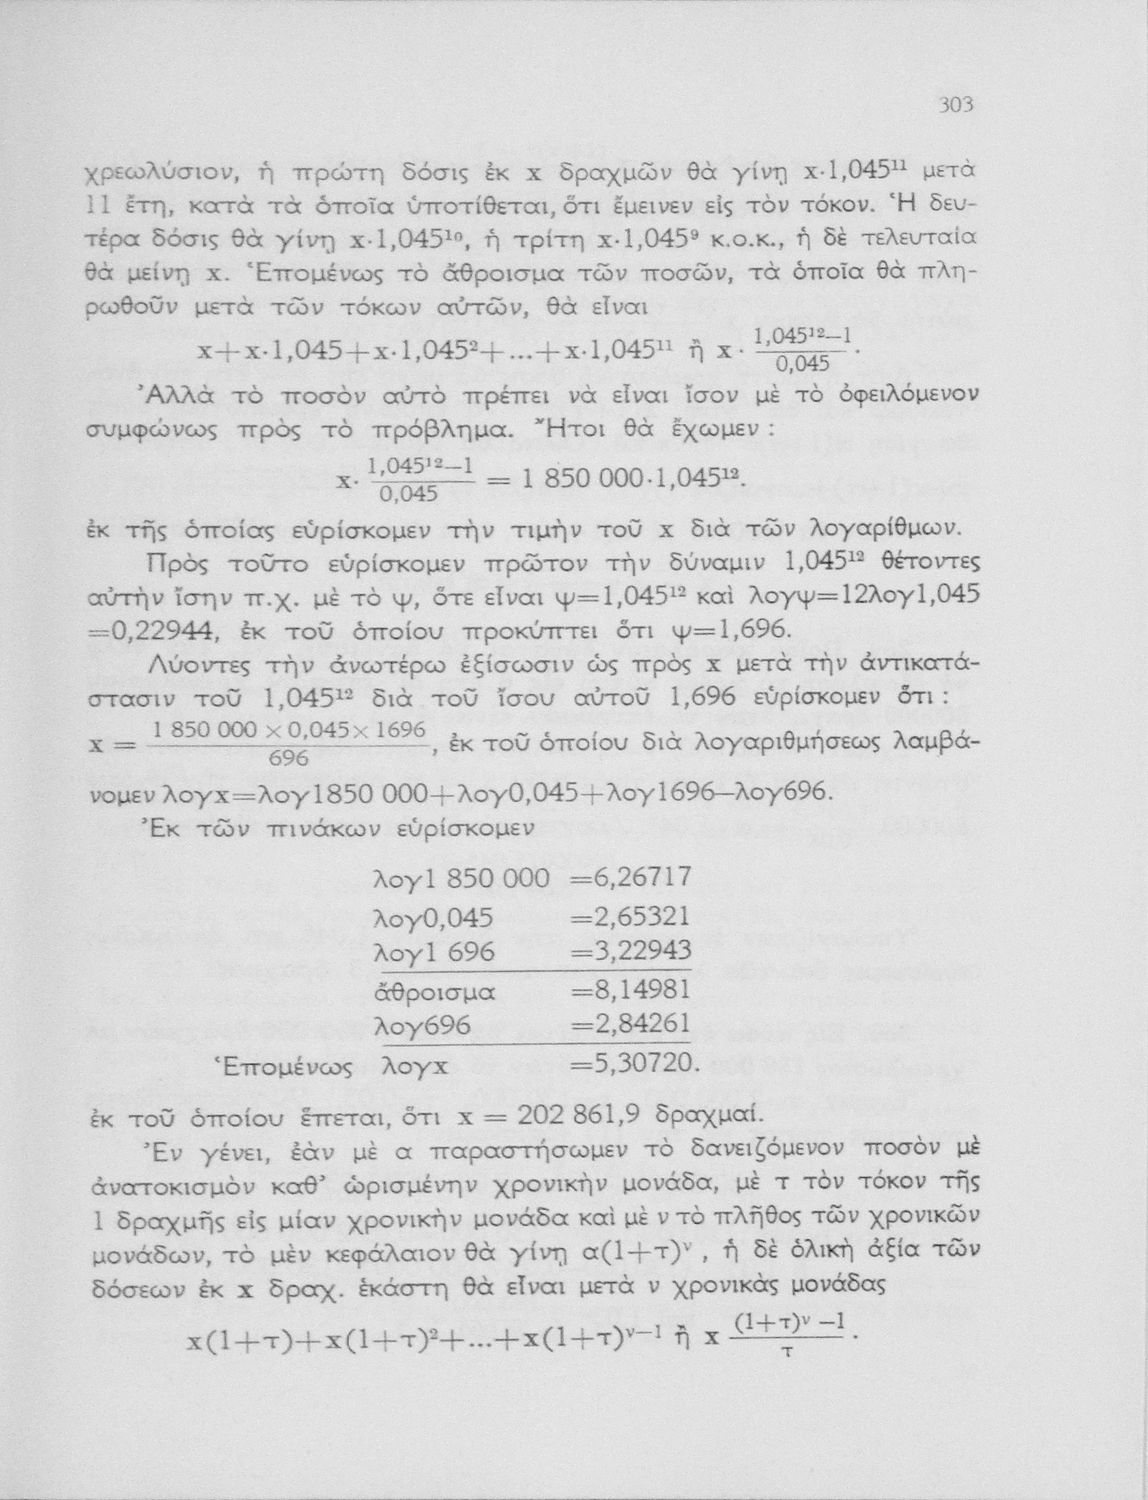 303
χρεωλύσιον, ἡ πρώτη δόσις ἐκ x δραχμῶν θὰ γίνῃ x·1,045¹¹ μετὰ
11 ἔτη, κατὰ τὰ ὁποῖα ὑποτίθεται, ὅτι ἔμεινεν εἰς τὸν τόκον. Ἡ δευ-
τέρα δόσις θὰ γίνῃ x·1,045¹⁰, ἡ τρίτη x·1,045⁹ κ.ο.κ., ἡ δὲ τελευταία
θὰ μείνῃ x. Ἑπομένως τὸ ἄθροισμα τῶν ποσῶν, τὰ ὁποῖα θὰ πλη-
ρωθοῦν μετὰ τῶν τόκων αὐτῶν, θὰ εἶναι
x+x·1,045+x·1,045²+...+x·1,045¹¹ ἢ x· (1,045¹²–1)/0,045 ·
Ἀλλὰ τὸ ποσὸν αὐτὸ πρέπει νὰ εἶναι ἴσον μὲ τὸ ὀφειλόμενον
συμφώνως πρὸς τὸ πρόβλημα. Ἤτοι θὰ ἔχωμεν :
x· (1,045¹²–1)/0,045 = 1 850 000·1,045¹².
ἐκ τῆς ὁποίας εὑρίσκομεν τὴν τιμὴν τοῦ x διὰ τῶν λογαρίθμων.
Πρὸς τοῦτο εὑρίσκομεν πρῶτον τὴν δύναμιν 1,045¹² θέτοντες
αὐτὴν ἴσην π.χ. μὲ τὸ ψ, ὅτε εἶναι ψ=1,045¹² καὶ λογψ=12λογ1,045
=0,22944, ἐκ τοῦ ὁποίου προκύπτει ὅτι ψ=1,696.
Λύοντες τὴν ἀνωτέρω ἐξίσωσιν ὡς πρὸς x μετὰ τὴν ἀντικατά-
στασιν τοῦ 1,045¹² διὰ τοῦ ἴσου αὐτοῦ 1,696 εὑρίσκομεν ὅτι :
x = (1 850 000 × 0,045 × 1696)/696, ἐκ τοῦ ὁποίου διὰ λογαριθμήσεως λαμβά-
νομεν λογx=λογ1850 000+λογ0,045+λογ1696–λογ696.
Ἐκ τῶν πινάκων εὑρίσκομεν
λογ1 850 000 =6,26717
λογ0,045 =2,65321
λογ1 696 =3,22943
ἄθροισμα =8,14981
λογ696 =2,84261
Ἑπομένως λογx =5,30720.
ἐκ τοῦ ὁποίου ἕπεται, ὅτι x = 202 861,9 δραχμαί.
Ἐν γένει, ἐὰν μὲ α παραστήσωμεν τὸ δανειζόμενον ποσὸν μὲ
ἀνατοκισμὸν καθ' ὡρισμένην χρονικὴν μονάδα, μὲ τ τὸν τόκον τῆς
1 δραχμῆς εἰς μίαν χρονικὴν μονάδα καὶ μὲ ν τὸ πλῆθος τῶν χρονικῶν
μονάδων, τὸ μὲν κεφάλαιον θὰ γίνῃ α(1+τ)ᵛ , ἡ δὲ ὁλικὴ ἀξία τῶν
δόσεων ἐκ x δραχ. ἑκάστη θὰ εἶναι μετὰ ν χρονικὰς μονάδας
x(1+τ)+x(1+τ)²+...+x(1+τ)ᵛ⁻¹ ἢ x ((1+τ)ᵛ –1)/τ ·